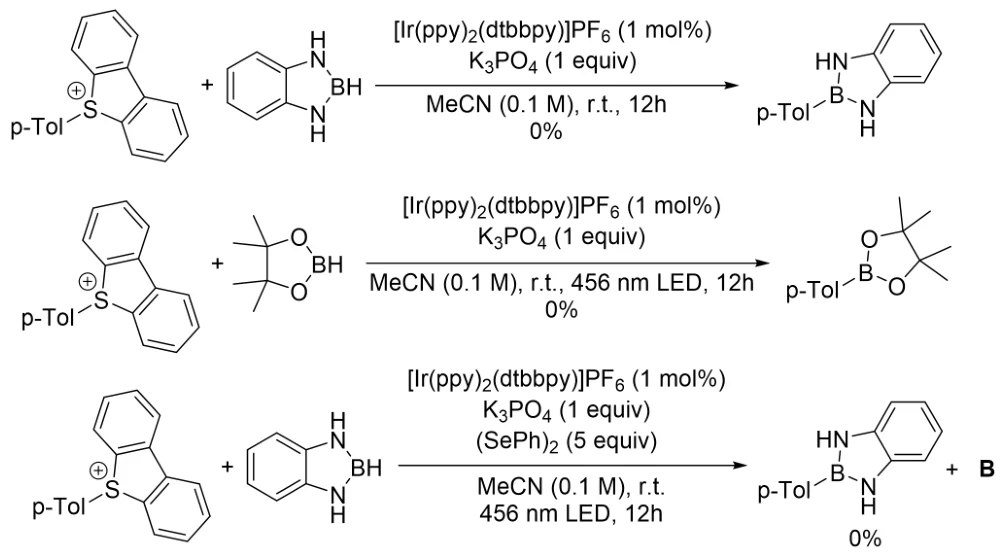 [Ir(ppy)2(dtbbpy)]PF6 (1 mol%)
K3PO4 (1 equiv)
MeCN (0.1 M), r.t., 12h
0%
p-Tol S ⊕
+
H
N
BH
N
H
HN
B
p-Tol N
H
[Ir(ppy)2(dtbbpy)]PF6 (1 mol%)
K3PO4 (1 equiv)
MeCN (0.1 M), r.t., 456 nm LED, 12h
0%
p-Tol S ⊕
+
O
BH
O
O
B
p-Tol O
[Ir(ppy)2(dtbbpy)]PF6 (1 mol%)
K3PO4 (1 equiv)
(SePh)2 (5 equiv)
MeCN (0.1 M), r.t.
456 nm LED, 12h
p-Tol S ⊕
+
H
N
BH
N
H
HN
B
p-Tol N
H
0%
+ B